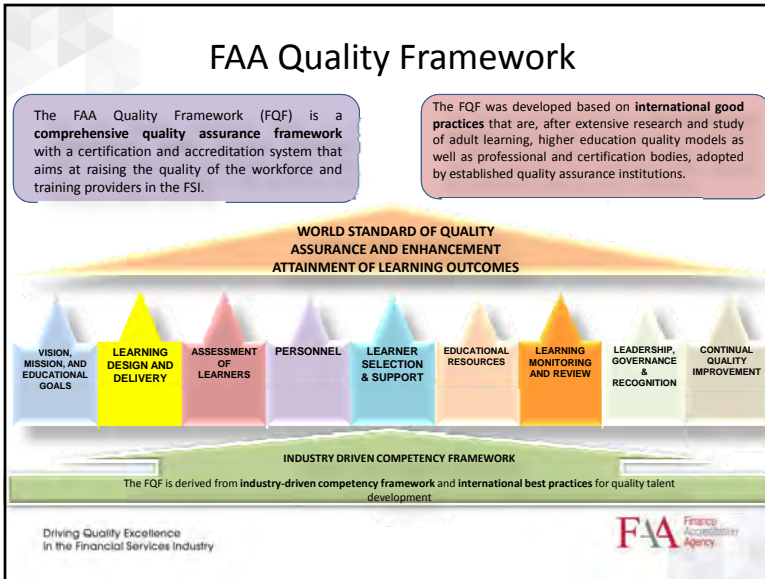 FAA Quality Framework
The FAA Quality Framework (FQF) is a
comprehensive quality assurance framework
with a certification and accreditation system that
aims at raising the quality of the workforce and
training providers in the FSI.
The FQF was developed based on international good
practices that are, after extensive research and study
of adult learning, higher education quality models as
well as professional and certification bodies, adopted
by established quality assurance institutions.
WORLD STANDARD OF QUALITY
ASSURANCE AND ENHANCEMENT
ATTAINMENT OF LEARNING OUTCOMES
VISION,
MISSION, AND
EDUCATIONAL
GOALS
LEARNING
DESIGN AND
DELIVERY
ASSESSMENT
OF
LEARNERS
PERSONNEL
LEARNER
SELECTION
& SUPPORT
EDUCATIONAL
RESOURCES
LEARNING
MONITORING
AND REVIEW
LEADERSHIP,
GOVERNANCE
&
RECOGNITION
CONTINUAL
QUALITY
IMPROVEMENT
INDUSTRY DRIVEN COMPETENCY FRAMEWORK
The FQF is derived from industry-driven competency framework and international best practices for quality talent
development
Driving Quality Excellence
in the Financial Services Industry
FAA
Finance
Accreditation
Agency